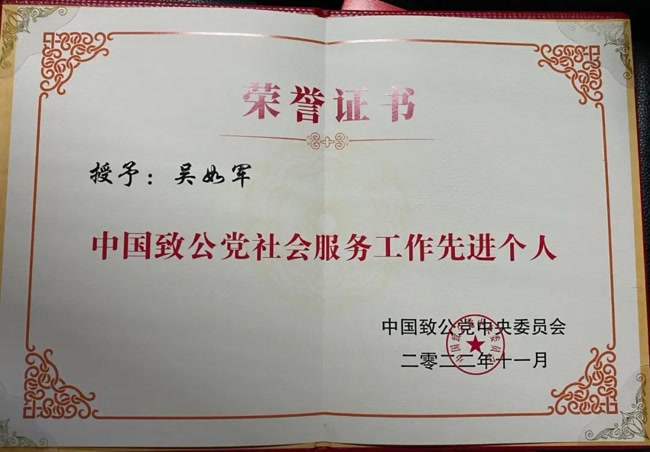 荣誉证书
授予：吴如军
中国致公党社会服务工作先进个人
中国致公党中央委员会
二零二二年十一月